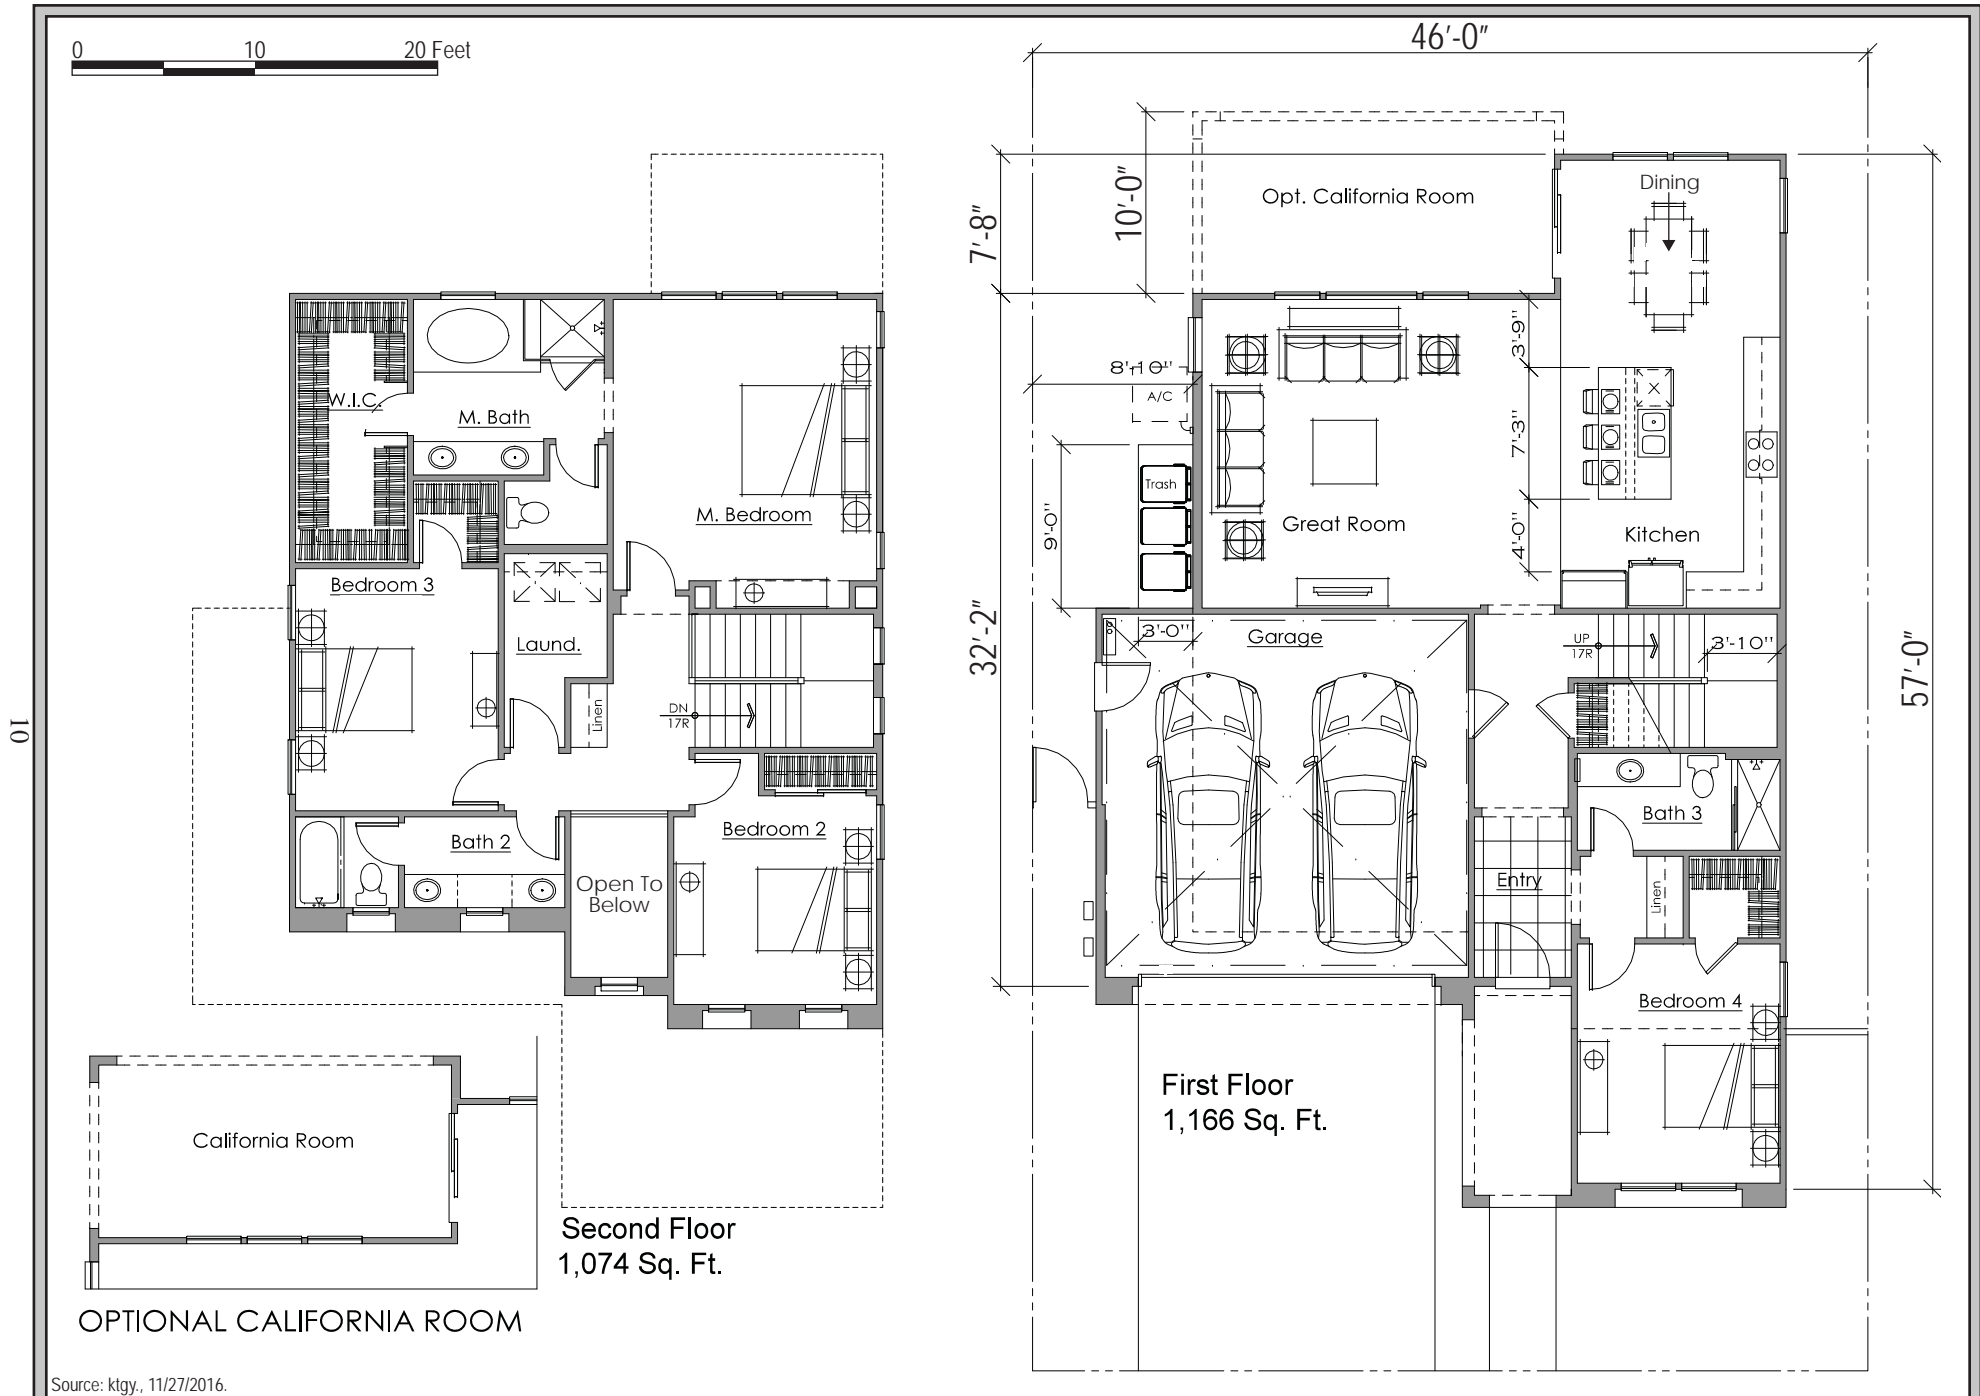 0 10 20 Feet
46'-0"
7'-8"
10'-0"
Opt. California Room
Dining
W.I.C.
M. Bath
M. Bedroom
8'-10"
A/C
3'-9"
7'-3"
4'-0"
Trash
9'-0"
Great Room
Kitchen
Bedroom 3
Laund.
Linen
DN
17R
32'-2"
3'-0"
Garage
UP
17R
3'-10"
57'-0"
10
Bath 2
Bedroom 2
Open To
Below
Bath 3
Entry
Linen
Bedroom 4
First Floor
1,166 Sq. Ft.
California Room
Second Floor
1,074 Sq. Ft.
OPTIONAL CALIFORNIA ROOM
Source: ktgy., 11/27/2016.